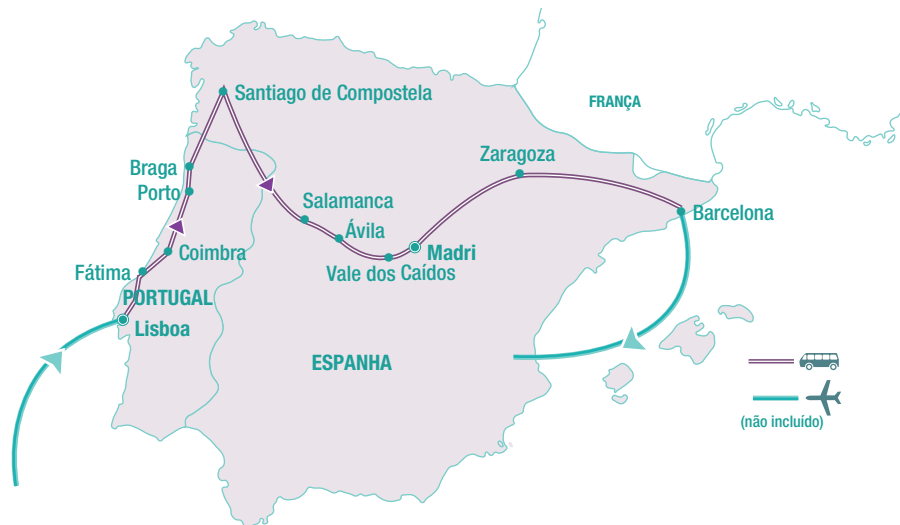 Santiago de Compostela
FRANÇA
Zaragoza
Braga
Porto
Salamanca
Ávila
Barcelona
Coimbra
Madri
Vale dos Caídos
Fátima
PORTUGAL
Lisboa
ESPANHA
(não incluído)